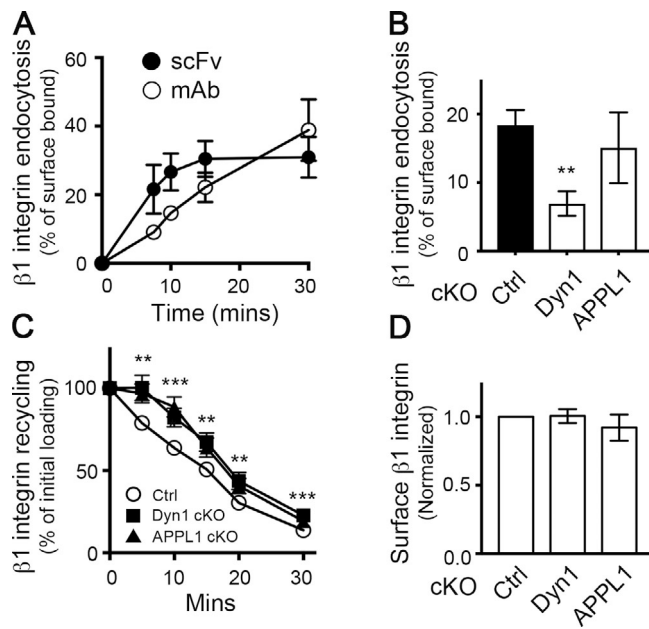 A
β1 integrin endocytosis
(% of surface bound)
60
40
20
0
scFv
mAb
0
10
20
30
Time (mins)
B
β1 integrin endocytosis
(% of surface bound)
20
10
0
**
cKO
Ctrl
Dyn1
APPL1
C
β1 integrin recycling
(% of initial loading)
100
50
0
**
***
**
**
***
Ctrl
Dyn1 cKO
APPL1 cKO
0
10
20
30
Mins
D
Surface β1 integrin
(Normalized)
1.0
0.5
0.0
cKO
Ctrl
Dyn1
APPL1